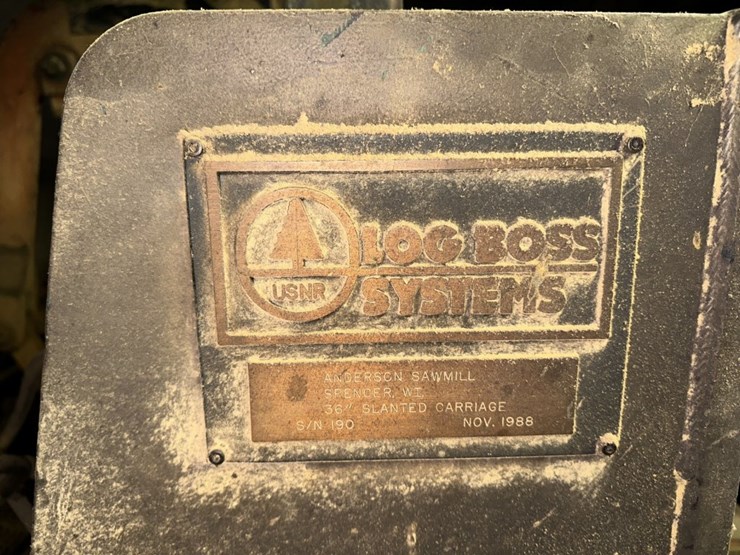 USNR
LOG BOSS
SYSTEMS
ANDERSON SAWMILL
SPENCER, WI.
36" SLANTED CARRIAGE
S/N 190 NOV. 1988